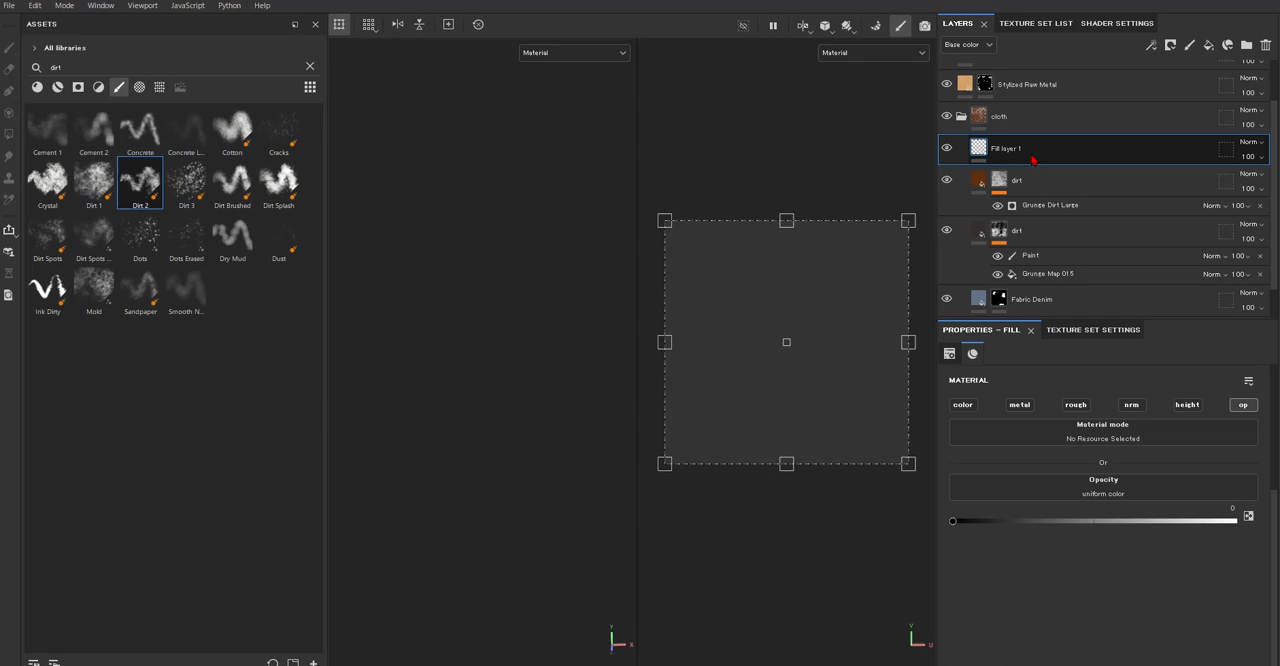 File Edit Mode Window Viewport JavaScript Python Help
ASSETS
All libraries
dirt
Cement 1 Cement 2 Concrete Concrete L... Cotton Cracks
Crystal Dirt 1 Dirt 2 Dirt 3 Dirt Brushed Dirt Splash
Dirt Spots Dirt Spots ... Dots Dots Erased Dry Mud Dust
Ink Dirty Mold Sandpaper Smooth N...
Material
Material
Y
X
V
U
LAYERS TEXTURE SET LIST SHADER SETTINGS
Base color
100
Stylized Raw Metal Norm
100
cloth Norm
100
Fill layer 1 Norm
100
dirt Norm
100
Grunge Dirt Large Norm 100
dirt Norm
100
Paint Norm 100
Grunge Map 015 Norm 100
Fabric Denim Norm
100
PROPERTIES - FILL TEXTURE SET SETTINGS
MATERIAL
color metal rough nrm height op
Material mode
No Resource Selected
Or
Opacity
uniform color
0